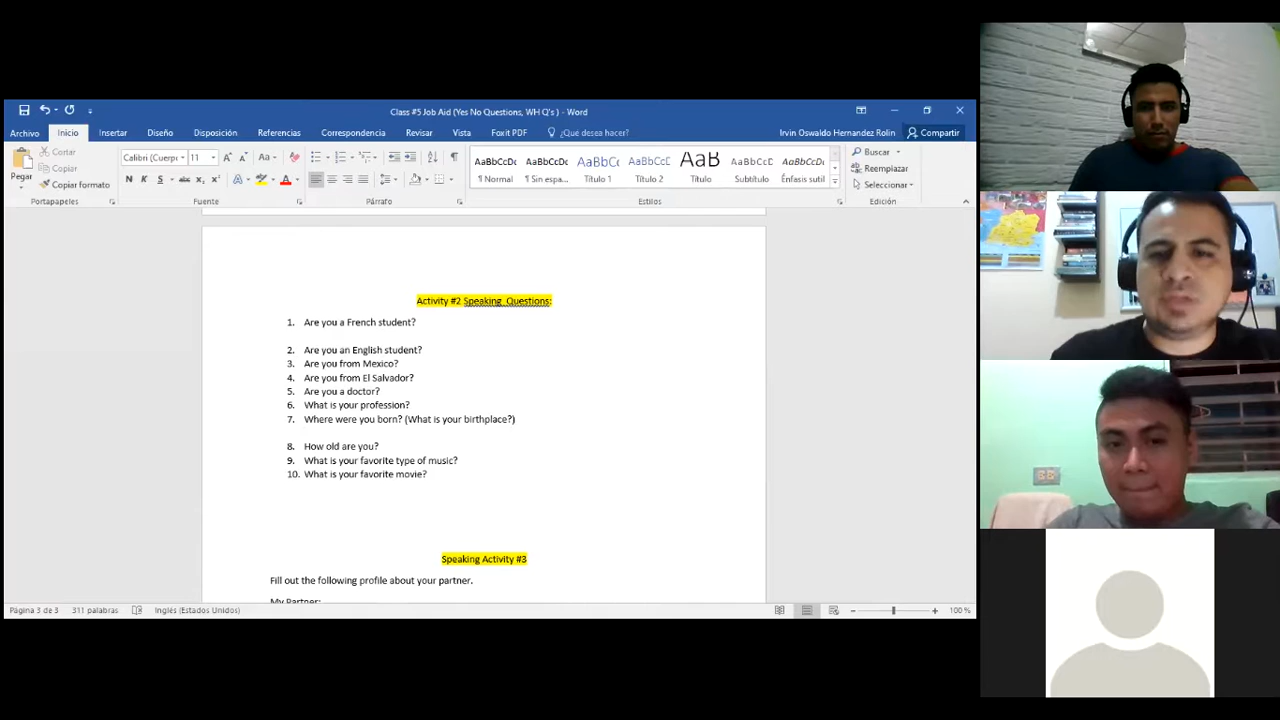 Class #5 Job Aid (Yes No Questions, WH Q's ) - Word
Archivo Inicio Insertar Diseño Disposición Referencias Correspondencia Revisar Vista Foxit PDF ¿Qué desea hacer? Irvin Oswaldo Hernandez Rolin Compartir
Pegar
Cortar
Copiar
Copiar formato
Portapapeles
Calibri (Cuerp 11
Fuente
Párrafo
AaBbCcDc AaBbCcDc AaBbCc AaBbCcC AaB AaBbCcD AaBbCcDc
¶ Normal ¶ Sin espa... Título 1 Título 2 Título Subtítulo Énfasis sutil
Estilos
Buscar
Reemplazar
Seleccionar
Edición
Activity #2 Speaking Questions:
1. Are you a French student?
2. Are you an English student?
3. Are you from Mexico?
4. Are you from El Salvador?
5. Are you a doctor?
6. What is your profession?
7. Where were you born? (What is your birthplace?)
8. How old are you?
9. What is your favorite type of music?
10. What is your favorite movie?
Speaking Activity #3
Fill out the following profile about your partner.
My Partner:
Página 3 de 3 311 palabras Inglés (Estados Unidos) 100 %